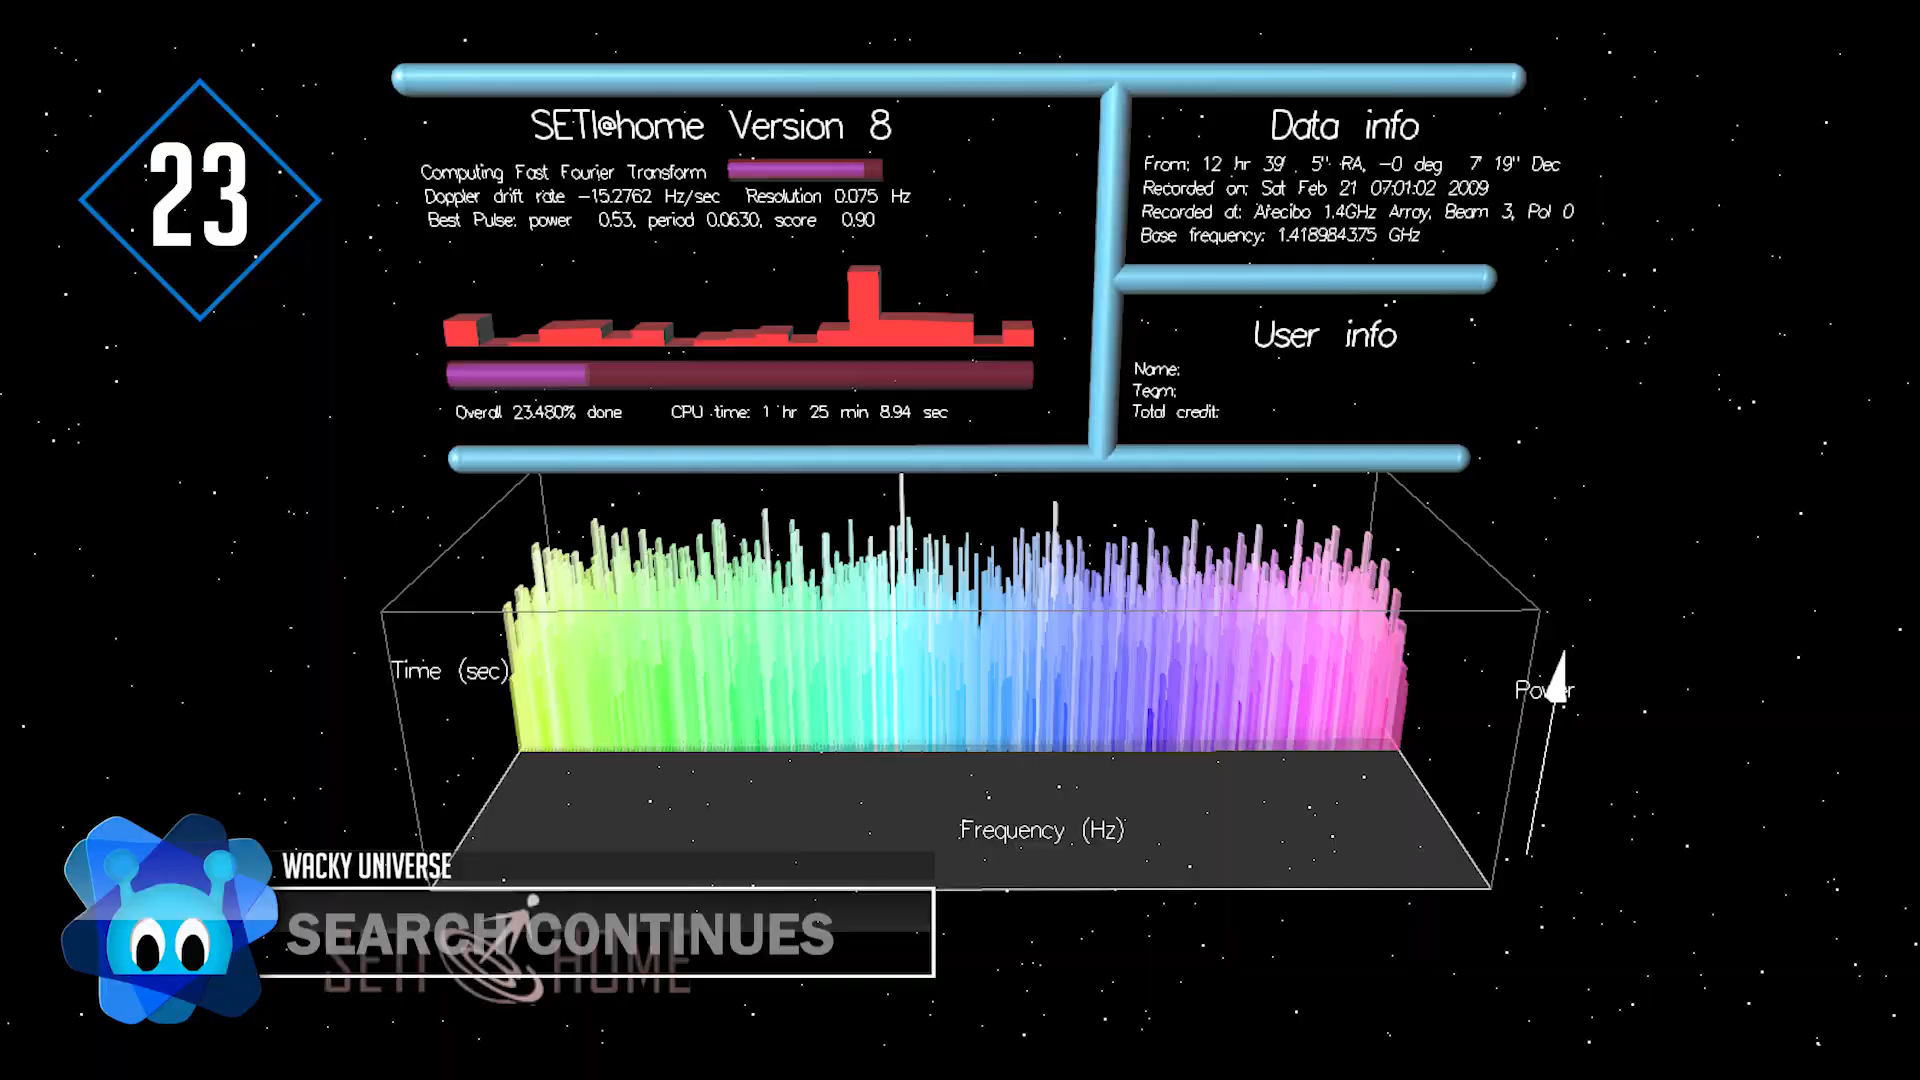 23
SETI@home Version 8
Computing Fast Fourier Transform
Doppler drift rate -15.2762 Hz/sec Resolution 0.075 Hz
Best Pulse: power 0.53, period 0.0630, score 0.90
Overall 23.480% done CPU time: 1 hr 25 min 8.94 sec
Data info
From: 12 hr 39' 5'' RA, -0 deg 7' 19'' Dec
Recorded on: Sat Feb 21 07:01:02 2009
Recorded at: Arecibo 1.4GHz Array, Beam 3, Pol 0
Base frequency: 1.418984375 GHz
User info
Name:
Team:
Total credit:
Time (sec)
Power
Frequency (Hz)
WACKY UNIVERSE
SEARCH CONTINUES
SETI HOME